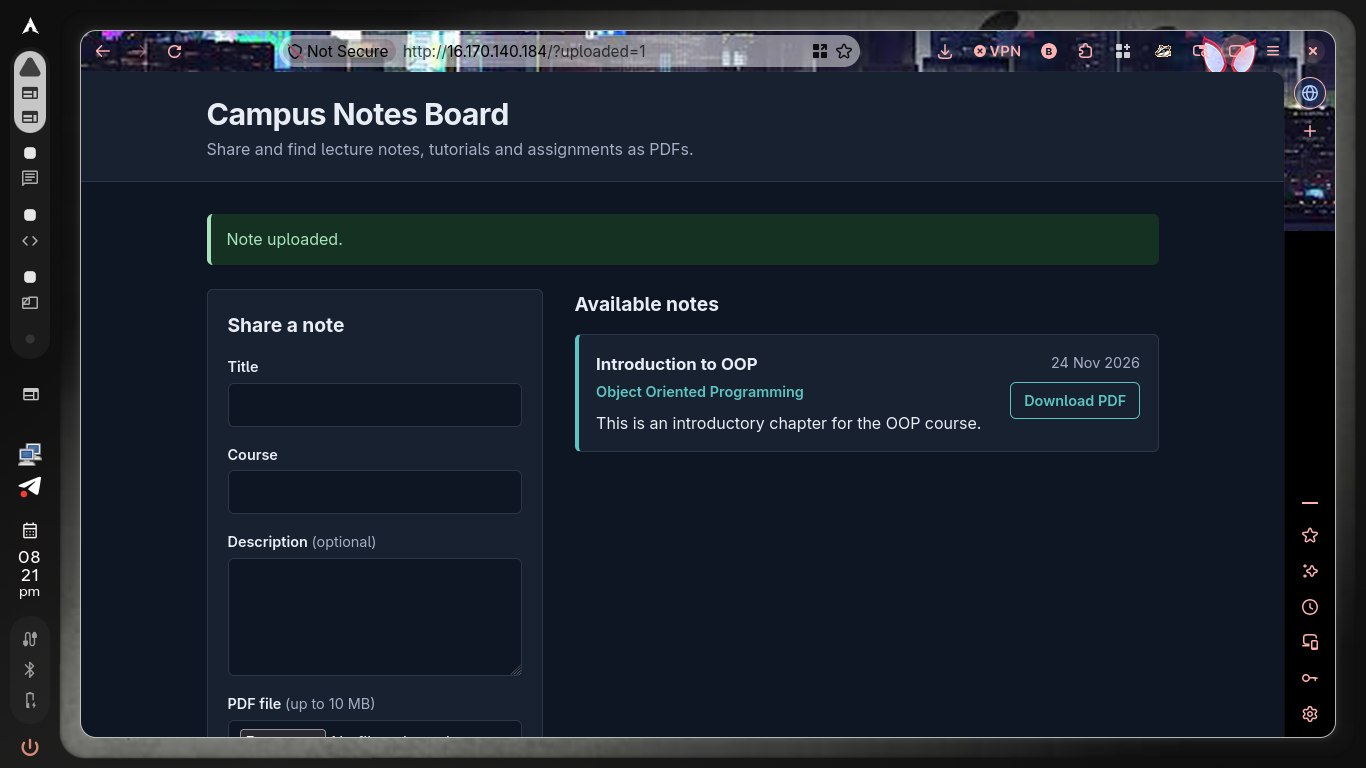 Not Secure http://16.170.140.184/?uploaded=1
VPN
B
Campus Notes Board
Share and find lecture notes, tutorials and assignments as PDFs.
Note uploaded.
Share a note
Title
Course
Description (optional)
PDF file (up to 10 MB)
Available notes
Introduction to OOP
24 Nov 2026
Object Oriented Programming
Download PDF
This is an introductory chapter for the OOP course.
08
21
pm